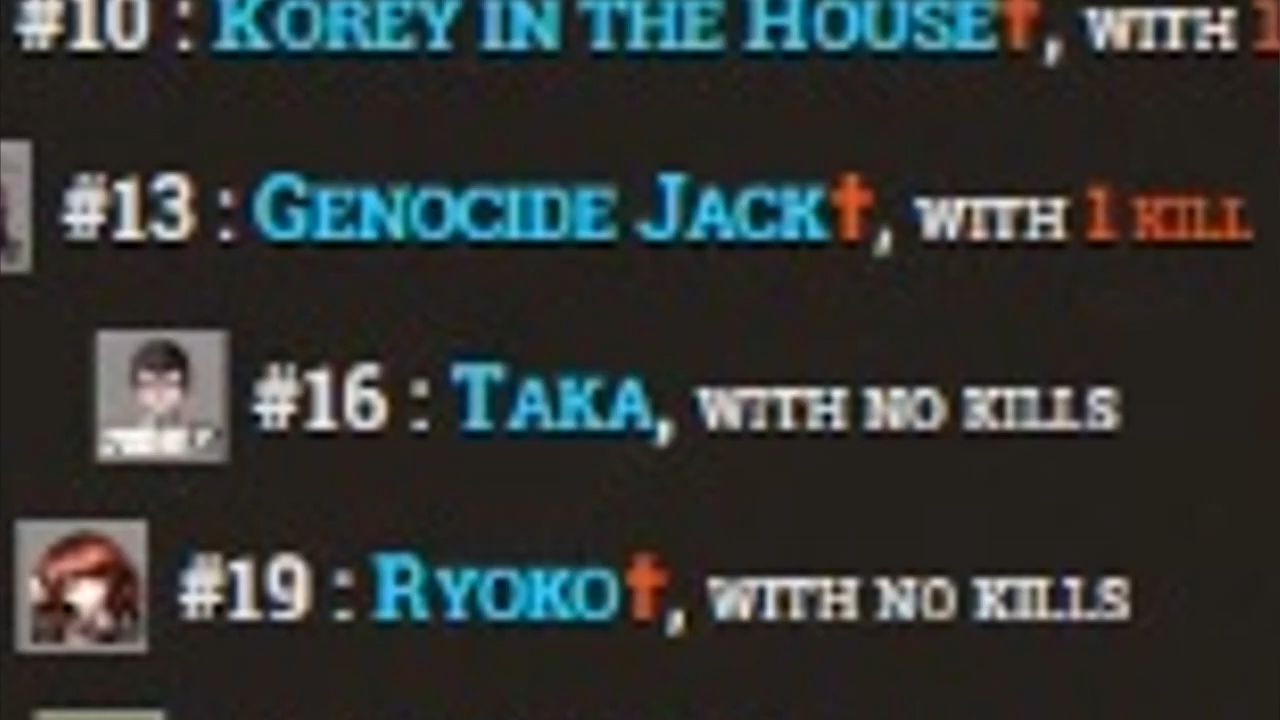 #10 : Korey in the House†, with 1
#13 : Genocide Jack†, with 1 kill
#16 : Taka, with no kills
#19 : Ryoko†, with no kills